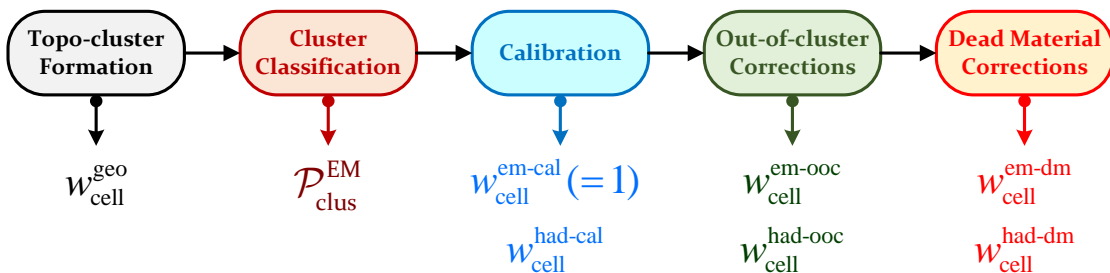 Topo-cluster
Formation
Cluster
Classification
Calibration
Out-of-cluster
Corrections
Dead Material
Corrections
w_cell^geo
𝒫_clus^EM
w_cell^em-cal (=1)
w_cell^had-cal
w_cell^em-ooc
w_cell^had-ooc
w_cell^em-dm
w_cell^had-dm